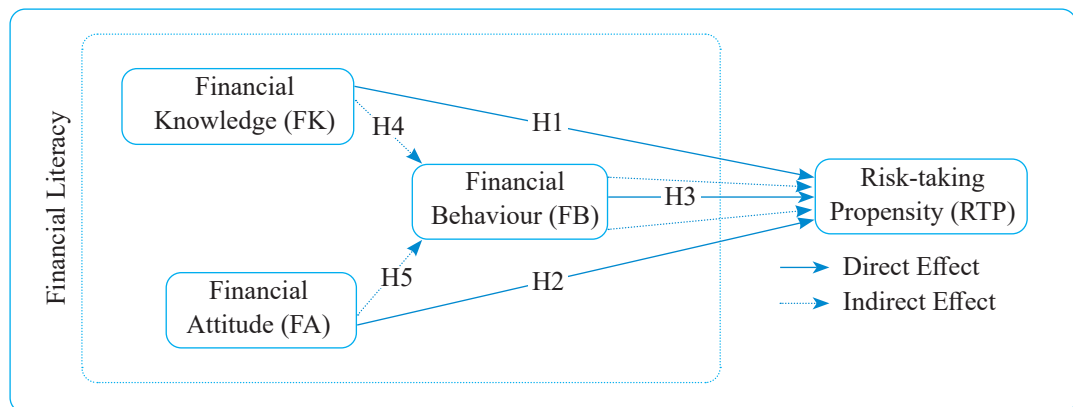 Financial Literacy
Financial
Knowledge (FK)
H4
H1
Financial
Behaviour (FB)
H3
Risk-taking
Propensity (RTP)
H5
H2
Financial
Attitude (FA)
Direct Effect
Indirect Effect